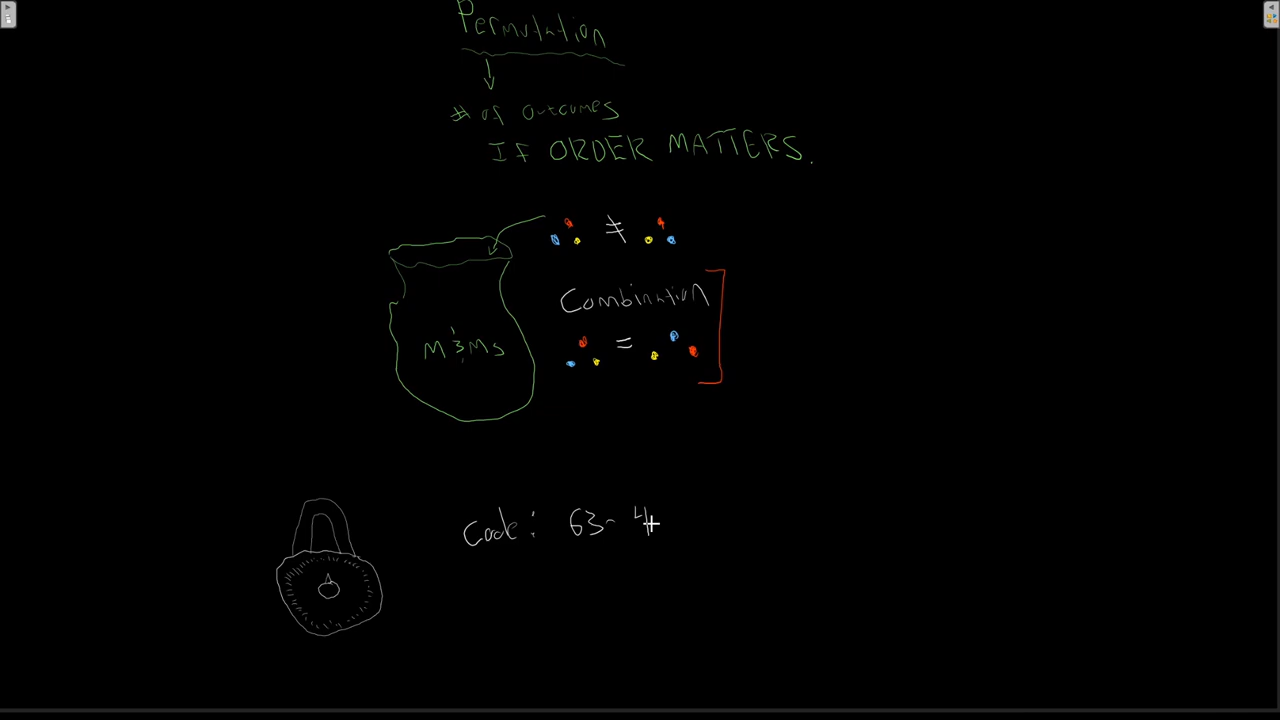 Permutation
# of outcomes
IF ORDER MATTERS.
≠
Combination
M&Ms
=
Code: 63- 4